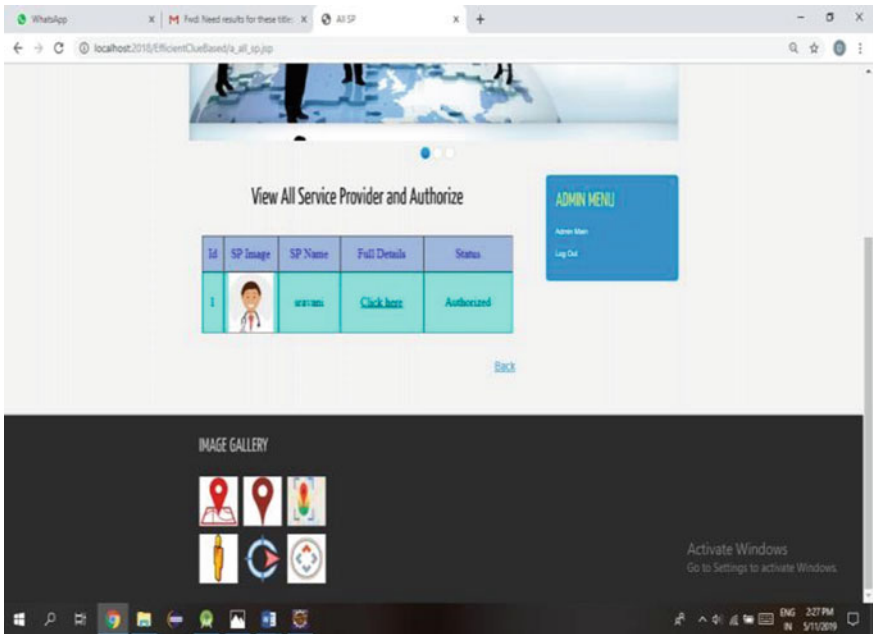 WhatsApp
Fwd: Need results for these title:
All SP
localhost:2018/EfficientClueBased/a_all_sp.jsp
View All Service Provider and Authorize
ADMIN MENU
Admin Main
Log Out
Id SP Image SP Name Full Details Status
1 sravani Click here Authorized
Back
IMAGE GALLERY
Activate Windows
Go to Settings to activate Windows.
ENG 2:27 PM
IN 5/11/2019